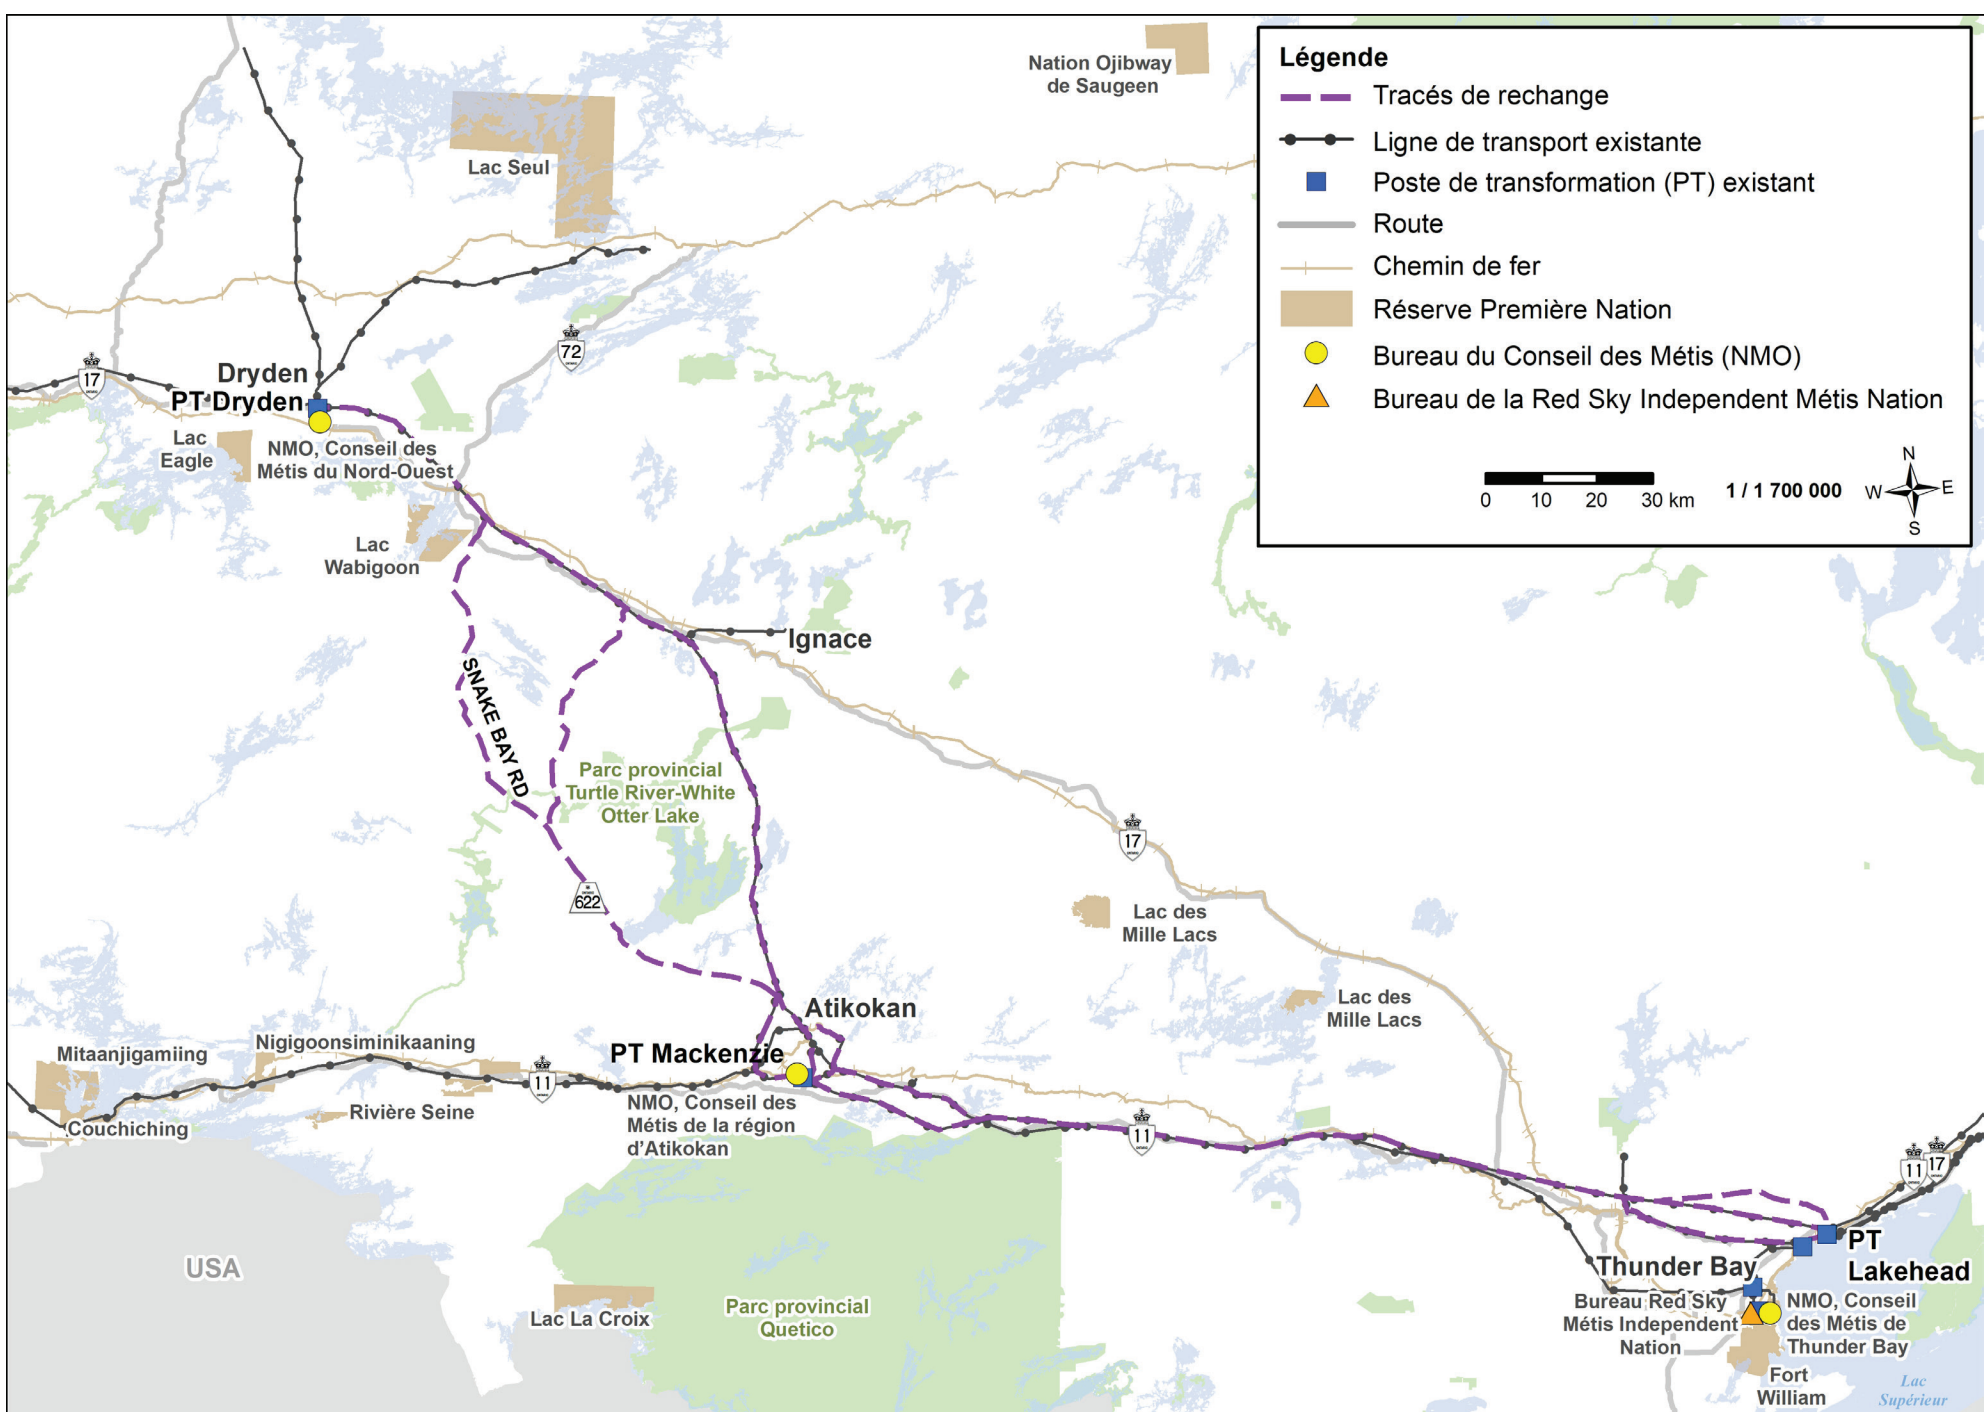 Légende
Tracés de rechange
Ligne de transport existante
Poste de transformation (PT) existant
Route
Chemin de fer
Réserve Première Nation
Bureau du Conseil des Métis (NMO)
Bureau de la Red Sky Independent Métis Nation
0 10 20 30 km
1 / 1 700 000
N
W E
S
Nation Ojibway
de Saugeen
Lac Seul
72
17
Dryden
PT Dryden
Lac
Eagle
NMO, Conseil des
Métis du Nord-Ouest
Lac
Wabigoon
Ignace
SNAKE BAY RD
Parc provincial
Turtle River-White
Otter Lake
17
622
Lac des
Mille Lacs
Lac des
Mille Lacs
Atikokan
PT Mackenzie
Mitaanjigamiing
Nigigoonsiminikaaning
11
Rivière Seine
Couchiching
NMO, Conseil des
Métis de la région
d'Atikokan
11
11
17
USA
Lac La Croix
Parc provincial
Quetico
PT
Lakehead
Thunder Bay
Bureau Red Sky
Métis Independent
Nation
NMO, Conseil
des Métis de
Thunder Bay
Fort
William
Lac
Supérieur